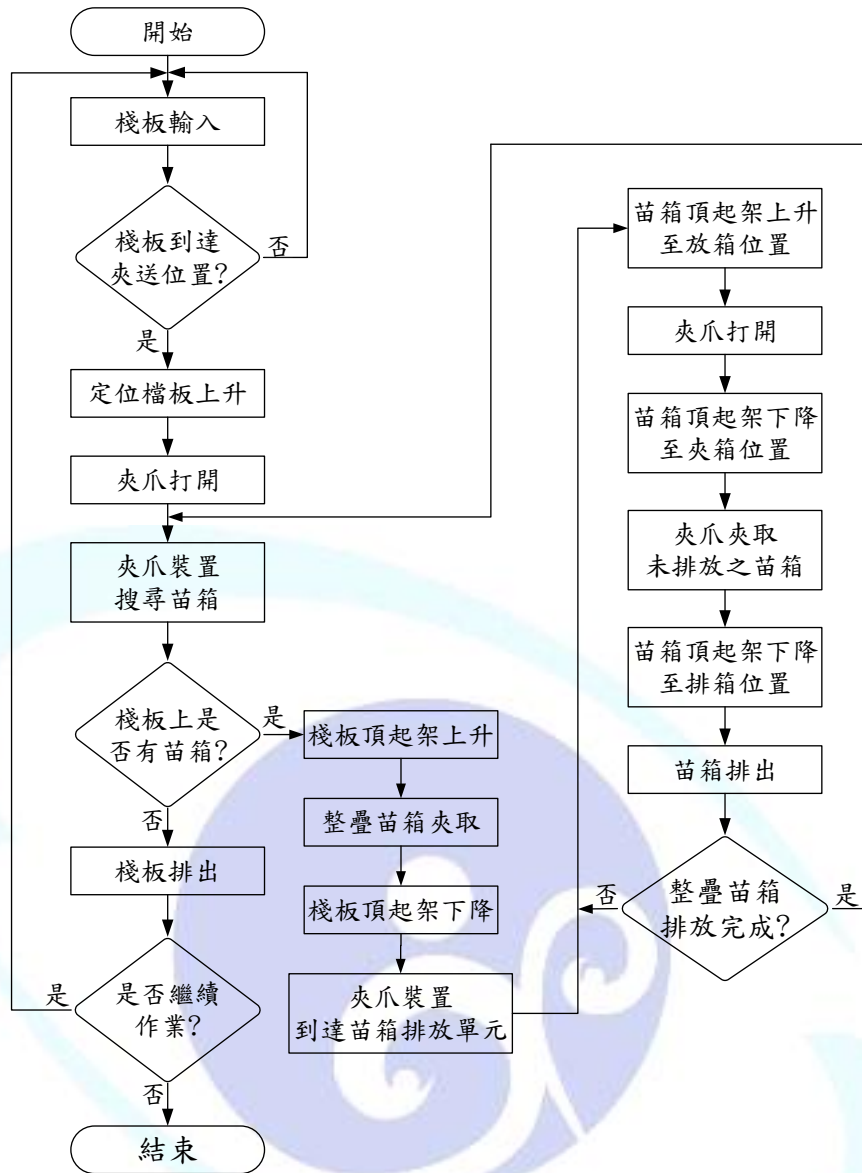 開始
棧板輸入
棧板到達
夾送位置?
否
是
定位檔板上升
夾爪打開
夾爪裝置
搜尋苗箱
棧板上是
否有苗箱?
是
否
棧板排出
是否繼續
作業?
是
否
結束
棧板頂起架上升
整疊苗箱夾取
棧板頂起架下降
夾爪裝置
到達苗箱排放單元
苗箱頂起架上升
至放箱位置
夾爪打開
苗箱頂起架下降
至夾箱位置
夾爪夾取
未排放之苗箱
苗箱頂起架下降
至排箱位置
苗箱排出
整疊苗箱
排放完成?
否
是